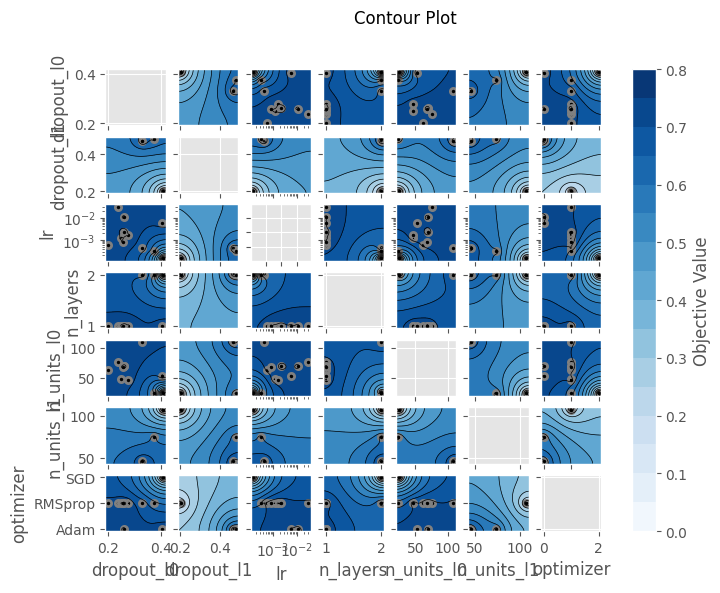 Contour Plot
dropout_l0
0.4
0.2
dropout_l1
0.4
0.2
lr
10⁻²
10⁻³
n_layers
2
1
n_units_l0
100
50
n_units_l1
100
50
optimizer
SGD
RMSprop
Adam
0.2 0.4 0.2 0.4 10⁻³ 10⁻² 1 2 50 100 50 100 0 2
dropout_l0 dropout_l1 lr n_layers n_units_l0 n_units_l1 optimizer
0.8
0.7
0.6
0.5
0.4
0.3
0.2
0.1
0.0
Objective Value